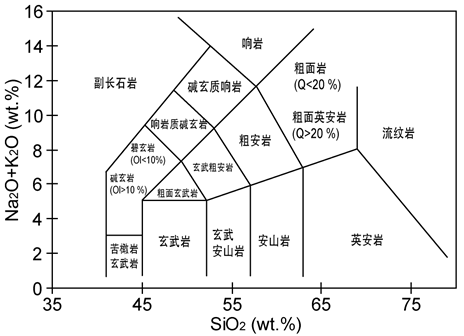 16
14
12
10
8
6
4
2
0
Na2O+K2O (wt.%)
响岩
副长石岩
碱玄质响岩
粗面岩
(Q<20 %)
响岩质碱玄岩
粗面英安岩
(Q>20 %)
流纹岩
碧玄岩
(Ol<10%)
粗安岩
碱玄岩
(Ol>10 %)
玄武粗安岩
粗面玄武岩
苦橄岩
玄武岩
玄武岩
玄武
安山岩
安山岩
英安岩
35
45
55
65
75
SiO2 (wt.%)